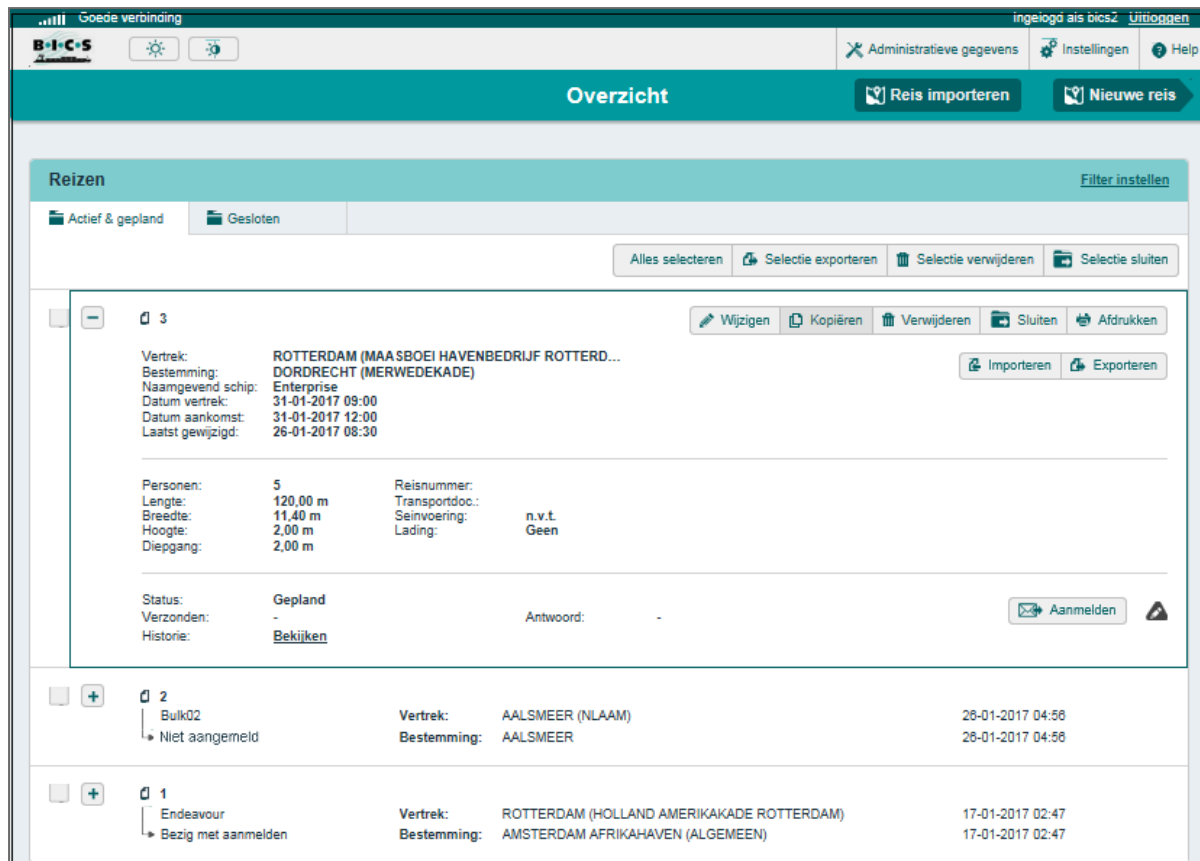 Goede verbinding ingelogd als bics2 Uitloggen
B·I·C·S Administratieve gegevens Instellingen Help
Overzicht Reis importeren Nieuwe reis
Reizen Filter instellen
Actief & gepland Gesloten
Alles selecteren Selectie exporteren Selectie verwijderen Selectie sluiten
3 Wijzigen Kopiëren Verwijderen Sluiten Afdrukken
Vertrek: ROTTERDAM (MAASBOEI HAVENBEDRIJF ROTTERD...
Importeren Exporteren
Bestemming: DORDRECHT (MERWEDEKADE)
Naamgevend schip: Enterprise
Datum vertrek: 31-01-2017 09:00
Datum aankomst: 31-01-2017 12:00
Laatst gewijzigd: 26-01-2017 08:30
Personen: 5 Reisnummer:
Lengte: 120,00 m Transportdoc.:
Breedte: 11,40 m Seinvoering: n.v.t.
Hoogte: 2,00 m Lading: Geen
Diepgang: 2,00 m
Status: Gepland
Aanmelden
Verzonden: - Antwoord: -
Historie: Bekijken
2
Bulk02 Vertrek: AALSMEER (NLAAM) 26-01-2017 04:56
Niet aangemeld Bestemming: AALSMEER 26-01-2017 04:56
1
Endeavour Vertrek: ROTTERDAM (HOLLAND AMERIKAKADE ROTTERDAM) 17-01-2017 02:47
Bezig met aanmelden Bestemming: AMSTERDAM AFRIKAHAVEN (ALGEMEEN) 17-01-2017 02:47